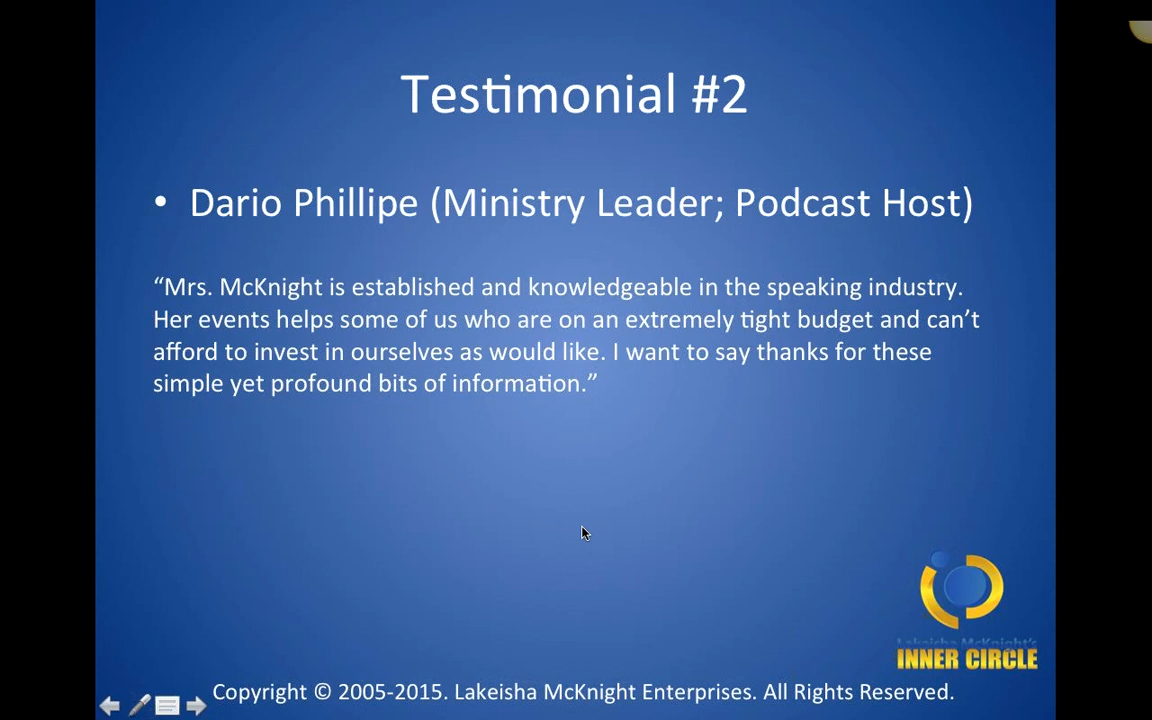 Testimonial #2
• Dario Phillipe (Ministry Leader; Podcast Host)
“Mrs. McKnight is established and knowledgeable in the speaking industry.
Her events helps some of us who are on an extremely tight budget and can’t
afford to invest in ourselves as would like. I want to say thanks for these
simple yet profound bits of information.”
Lakeisha McKnight's
INNER CIRCLE
Copyright © 2005-2015. Lakeisha McKnight Enterprises. All Rights Reserved.